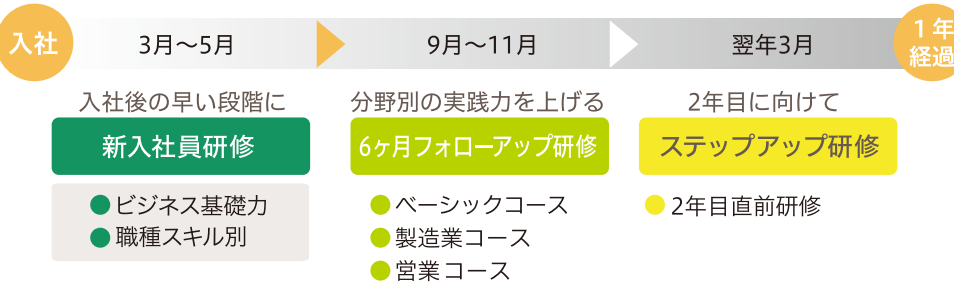 入社
3月～5月
9月～11月
翌年3月
1年
経過
入社後の早い段階に
新入社員研修
ビジネス基礎力
職種スキル別
分野別の実践力を上げる
6ヶ月フォローアップ研修
ベーシックコース
製造業コース
営業コース
2年目に向けて
ステップアップ研修
2年目直前研修